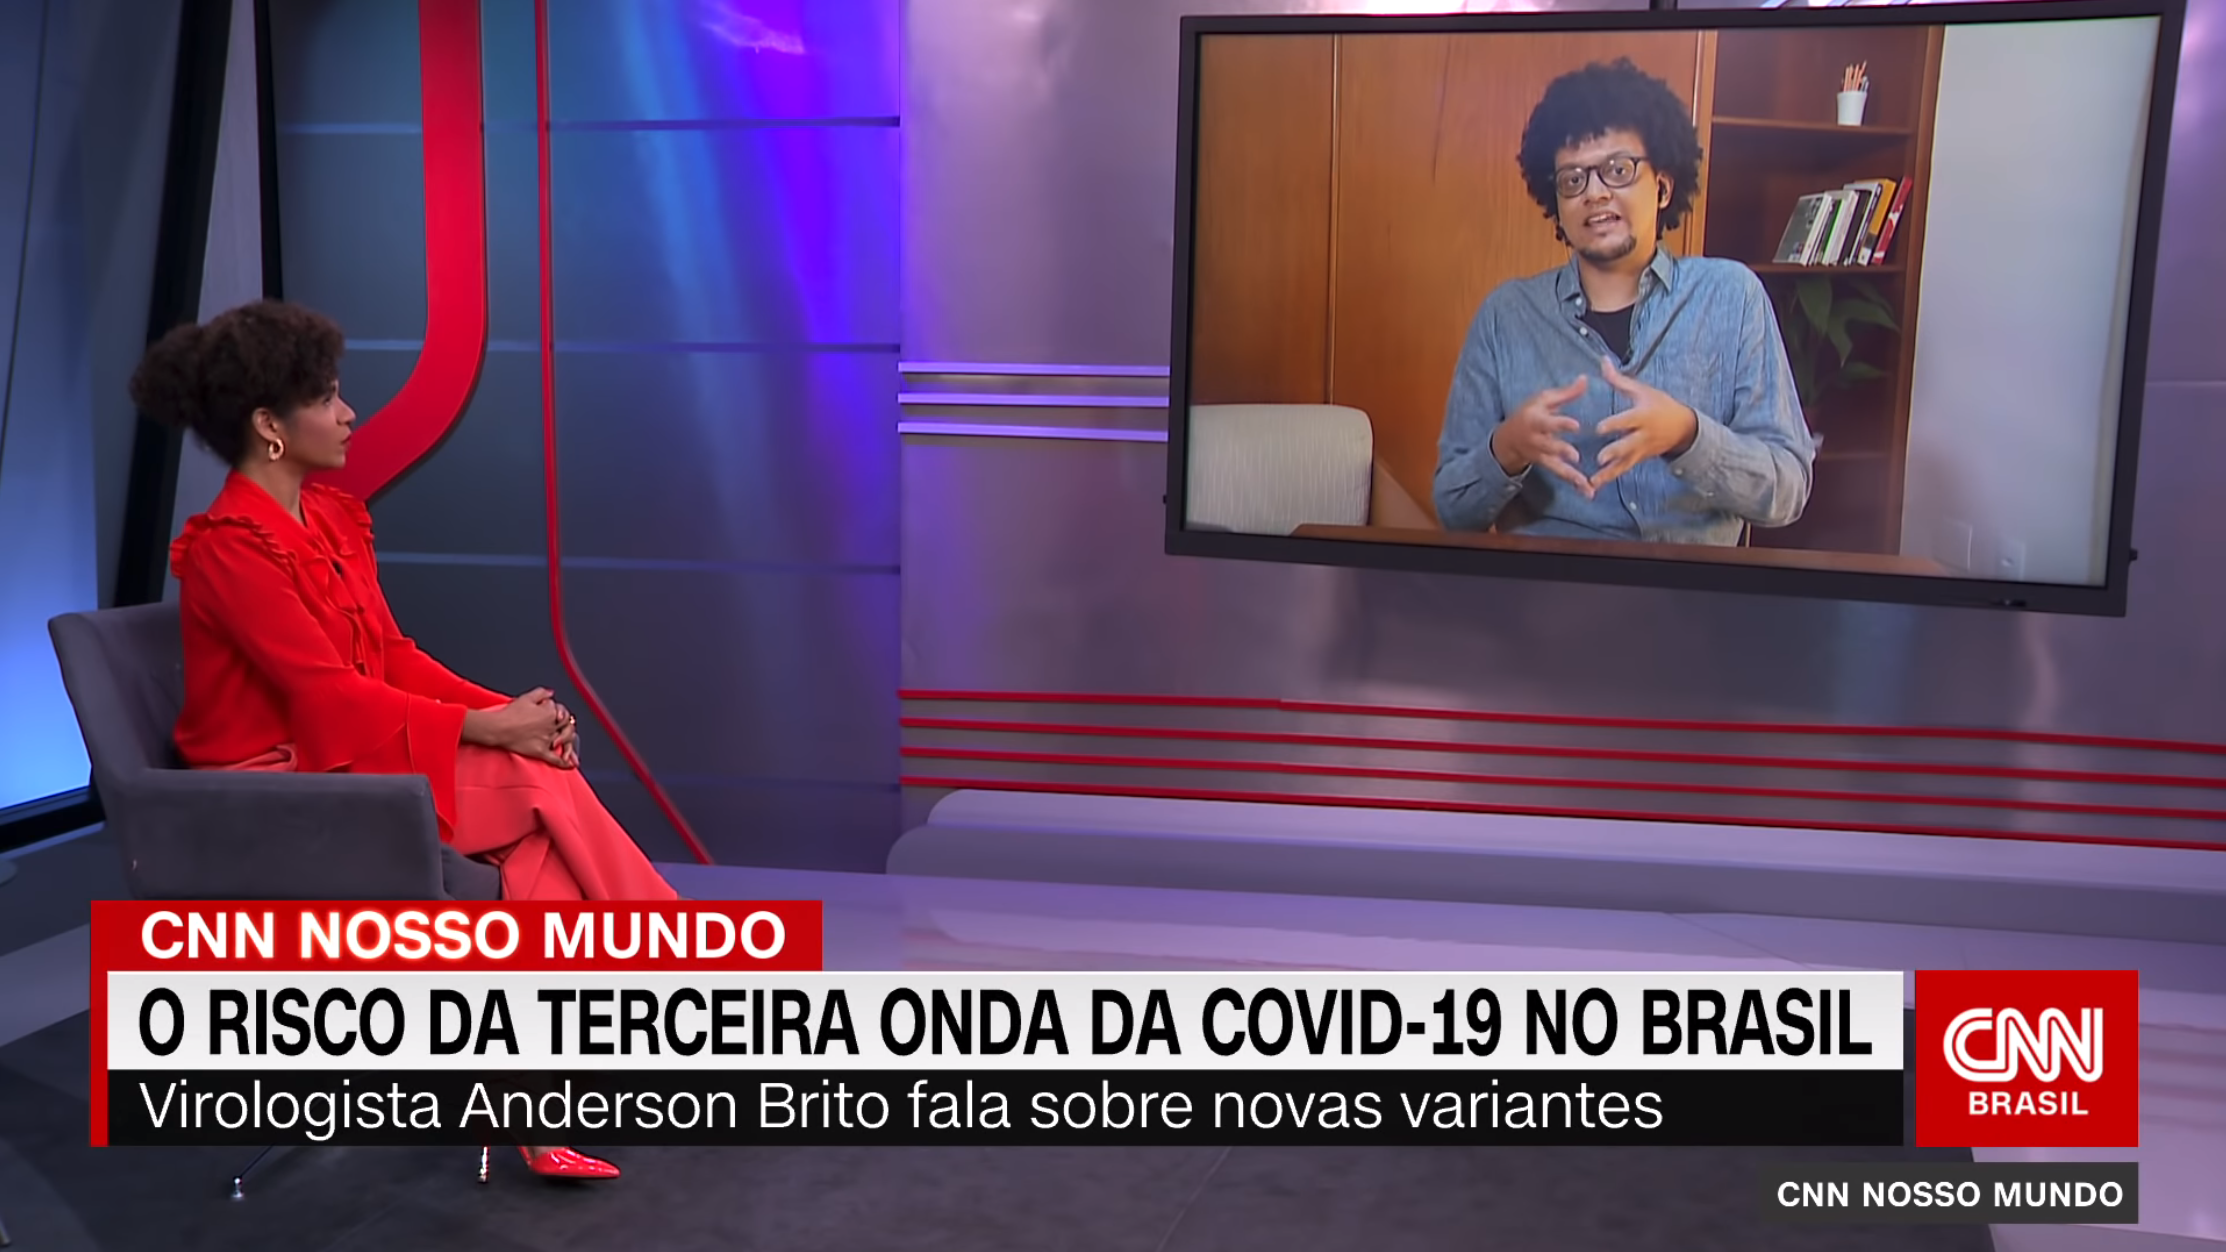 CNN NOSSO MUNDO
O RISCO DA TERCEIRA ONDA DA COVID-19 NO BRASIL
Virologista Anderson Brito fala sobre novas variantes
CNN
BRASIL
CNN NOSSO MUNDO